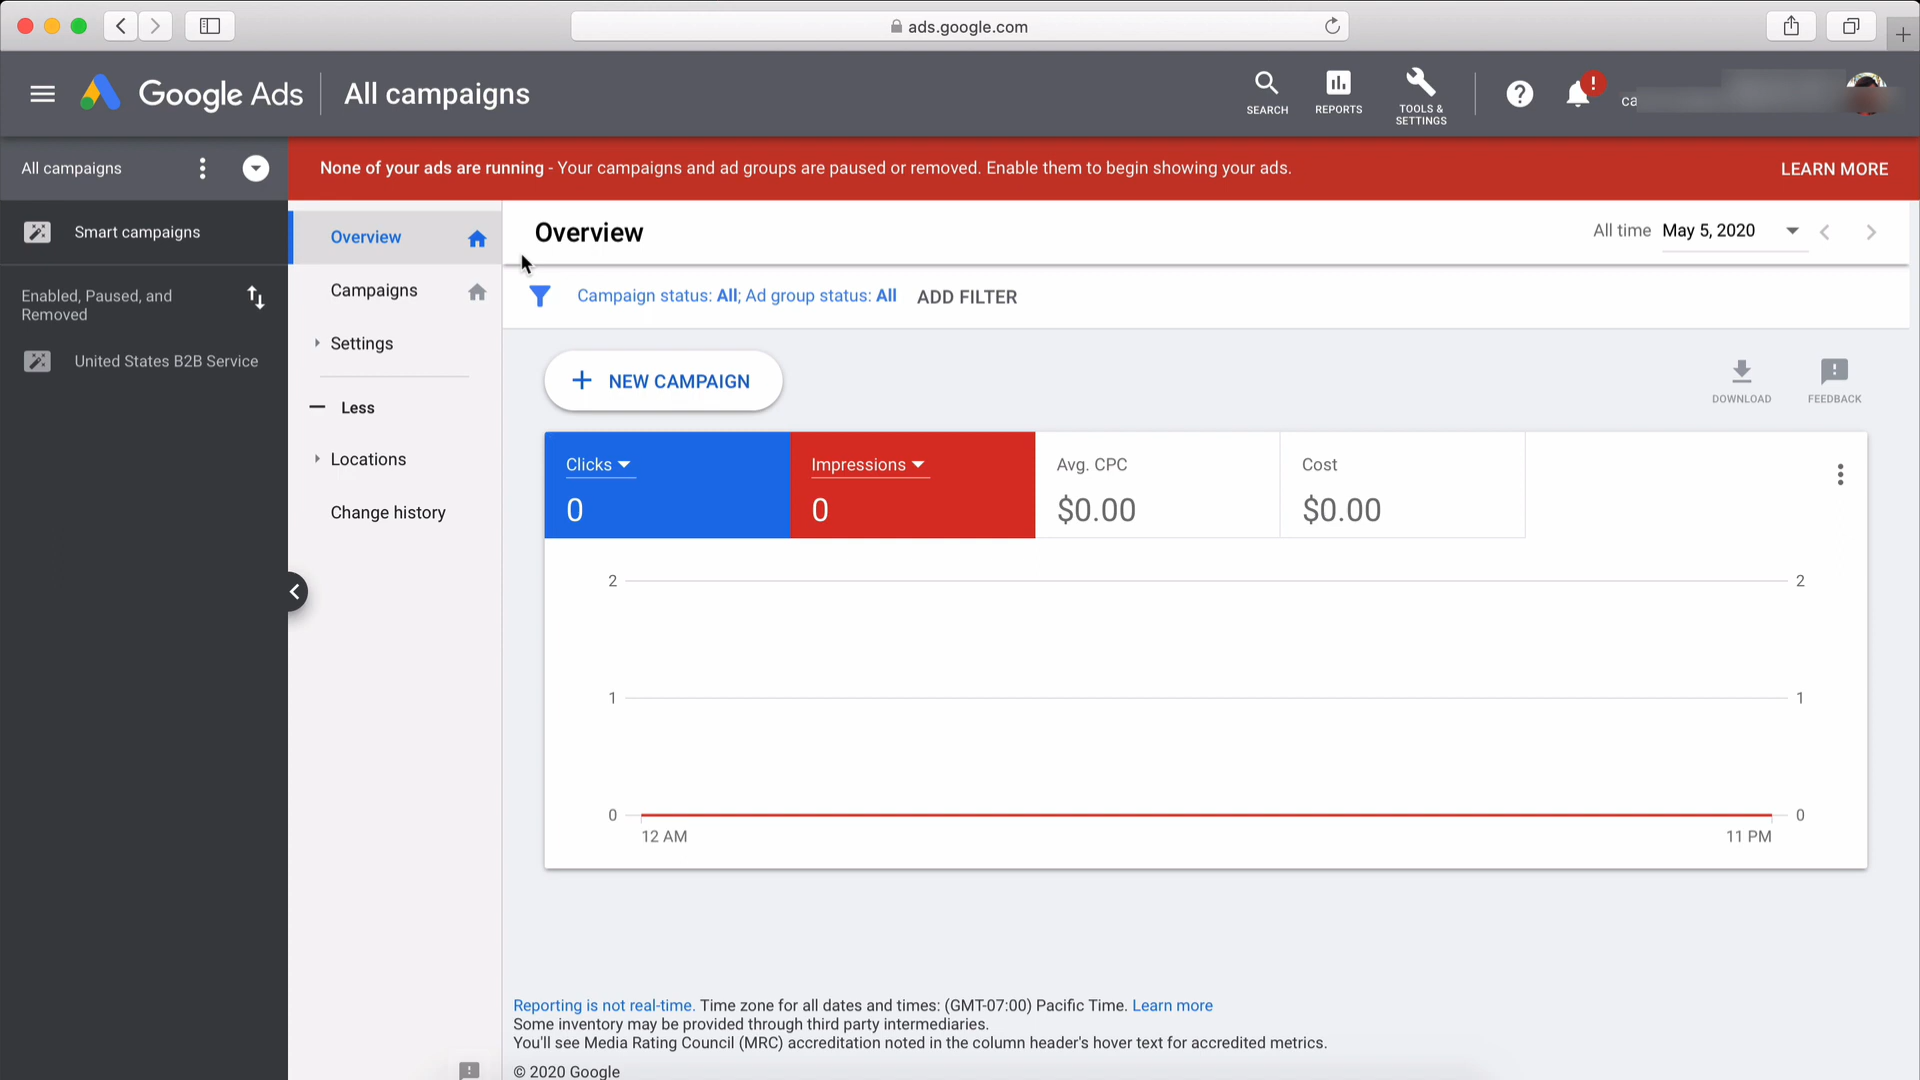 ads.google.com
Google Ads
All campaigns
SEARCH
REPORTS
TOOLS &
SETTINGS
ca
All campaigns
None of your ads are running - Your campaigns and ad groups are paused or removed. Enable them to begin showing your ads.
LEARN MORE
Smart campaigns
Enabled, Paused, and
Removed
United States B2B Service
Overview
Campaigns
Settings
Less
Locations
Change history
Overview
All time May 5, 2020
Campaign status: All; Ad group status: All ADD FILTER
NEW CAMPAIGN
DOWNLOAD
FEEDBACK
Clicks
0
Impressions
0
Avg. CPC
$0.00
Cost
$0.00
2 2
1 1
0 0
12 AM 11 PM
Reporting is not real-time. Time zone for all dates and times: (GMT-07:00) Pacific Time. Learn more
Some inventory may be provided through third party intermediaries.
You'll see Media Rating Council (MRC) accreditation noted in the column header's hover text for accredited metrics.
© 2020 Google